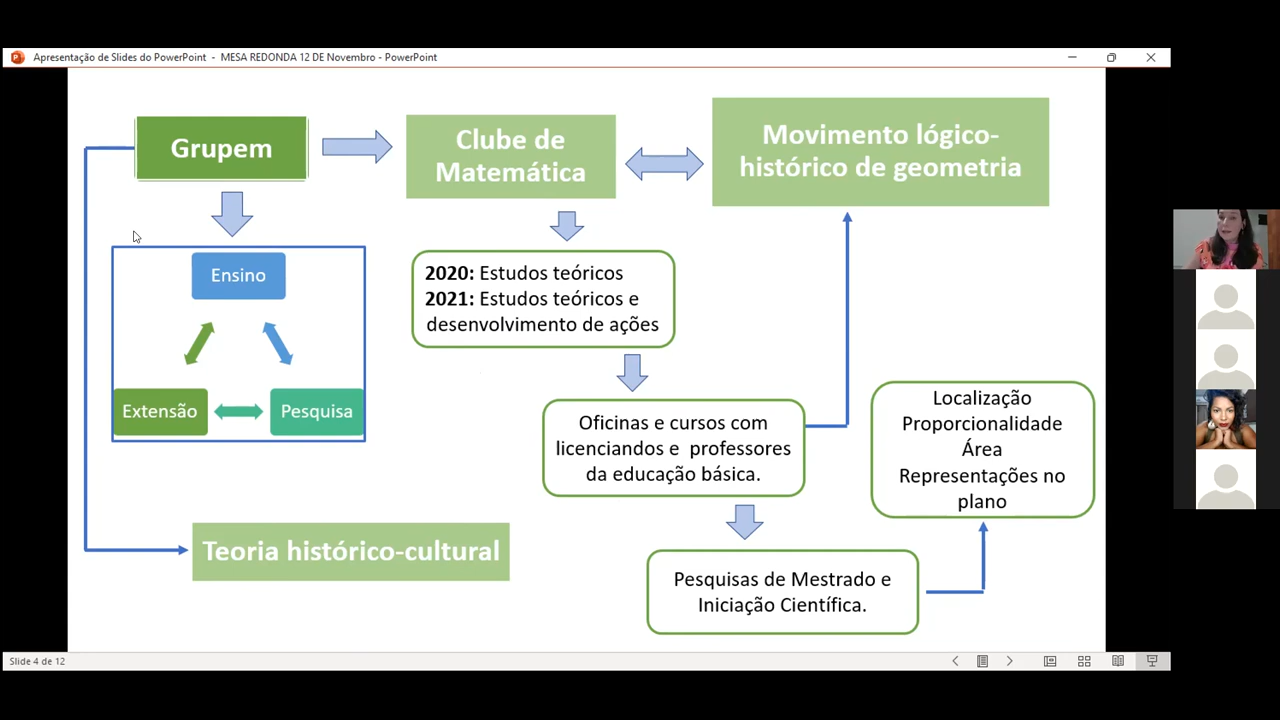 Apresentação de Slides do PowerPoint - MESA REDONDA 12 DE Novembro - PowerPoint
Grupem
Clube de
Matemática
Movimento lógico-
histórico de geometria
Ensino
Extensão
Pesquisa
2020: Estudos teóricos
2021: Estudos teóricos e
desenvolvimento de ações
Oficinas e cursos com
licenciandos e professores
da educação básica.
Localização
Proporcionalidade
Área
Representações no
plano
Teoria histórico-cultural
Pesquisas de Mestrado e
Iniciação Científica.
Slide 4 de 12